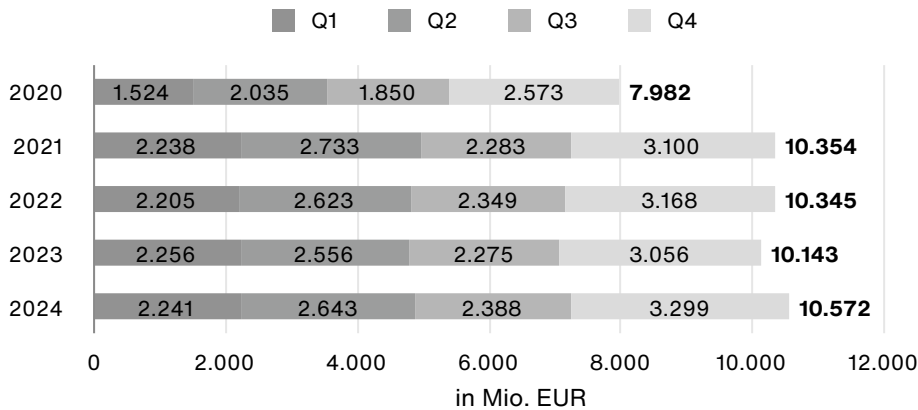 Q1 Q2 Q3 Q4
2020 1.524 2.035 1.850 2.573 7.982
2021 2.238 2.733 2.283 3.100 10.354
2022 2.205 2.623 2.349 3.168 10.345
2023 2.256 2.556 2.275 3.056 10.143
2024 2.241 2.643 2.388 3.299 10.572
0 2.000 4.000 6.000 8.000 10.000 12.000
in Mio. EUR